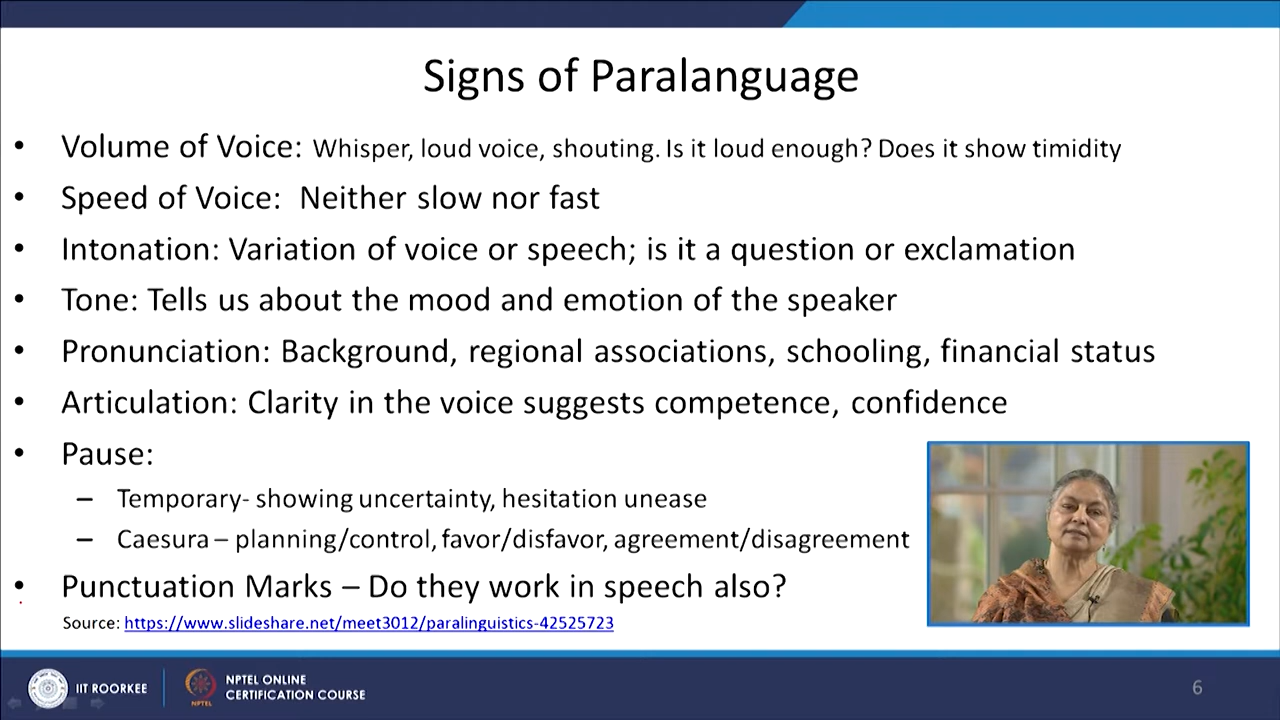 Signs of Paralanguage
• Volume of Voice: Whisper, loud voice, shouting. Is it loud enough? Does it show timidity
• Speed of Voice: Neither slow nor fast
• Intonation: Variation of voice or speech; is it a question or exclamation
• Tone: Tells us about the mood and emotion of the speaker
• Pronunciation: Background, regional associations, schooling, financial status
• Articulation: Clarity in the voice suggests competence, confidence
• Pause:
– Temporary- showing uncertainty, hesitation unease
– Caesura – planning/control, favor/disfavor, agreement/disagreement
• Punctuation Marks – Do they work in speech also?
Source: https://www.slideshare.net/meet3012/paralinguistics-42525723
IIT ROORKEE
NPTEL
NPTEL ONLINE
CERTIFICATION COURSE
6